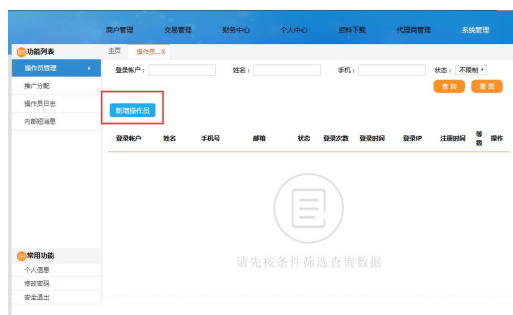 商户管理 交易管理 财务中心 个人中心 资料下载 代理商管理 系统管理
功能列表
操作员管理
推广分配
操作员日志
内部短消息
常用功能
个人信息
修改密码
安全退出
主页 操作员...X
登录帐户： 姓名： 手机： 状态： 不限制
查询 重置
新增操作员
登录帐户 姓名 手机号 邮箱 状态 登录次数 登录时间 登录IP 注册时间 等级 操作
请先按条件筛选查询数据